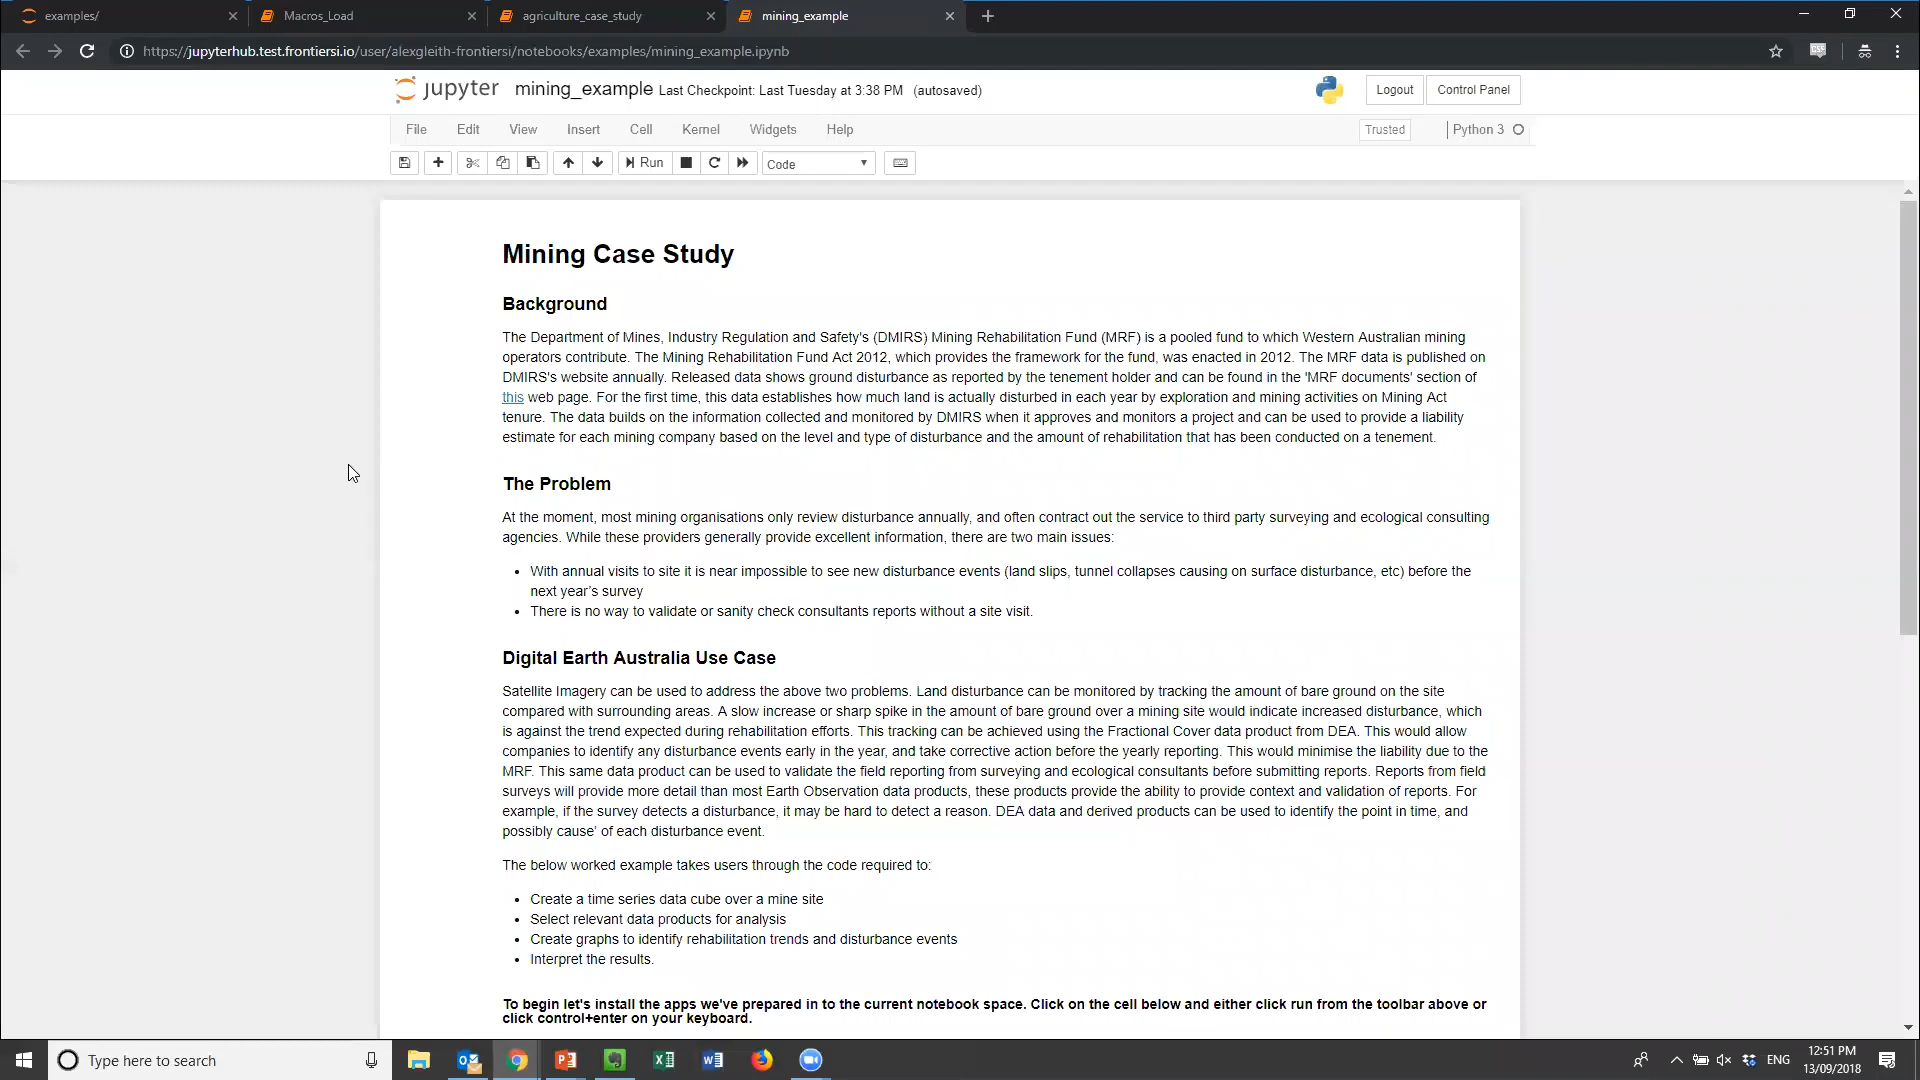 examples/
Macros_Load
agriculture_case_study
mining_example
https://jupyterhub.test.frontiersi.io/user/alexgleith-frontiersi/notebooks/examples/mining_example.ipynb
jupyter mining_example Last Checkpoint: Last Tuesday at 3:38 PM (autosaved)
Logout Control Panel
File Edit View Insert Cell Kernel Widgets Help
Trusted Python 3
Run Code
Mining Case Study
Background
The Department of Mines, Industry Regulation and Safety's (DMIRS) Mining Rehabilitation Fund (MRF) is a pooled fund to which Western Australian mining
operators contribute. The Mining Rehabilitation Fund Act 2012, which provides the framework for the fund, was enacted in 2012. The MRF data is published on
DMIRS's website annually. Released data shows ground disturbance as reported by the tenement holder and can be found in the 'MRF documents' section of
this web page. For the first time, this data establishes how much land is actually disturbed in each year by exploration and mining activities on Mining Act
tenure. The data builds on the information collected and monitored by DMIRS when it approves and monitors a project and can be used to provide a liability
estimate for each mining company based on the level and type of disturbance and the amount of rehabilitation that has been conducted on a tenement.
The Problem
At the moment, most mining organisations only review disturbance annually, and often contract out the service to third party surveying and ecological consulting
agencies. While these providers generally provide excellent information, there are two main issues:
• With annual visits to site it is near impossible to see new disturbance events (land slips, tunnel collapses causing on surface disturbance, etc) before the
next year's survey
• There is no way to validate or sanity check consultants reports without a site visit.
Digital Earth Australia Use Case
Satellite Imagery can be used to address the above two problems. Land disturbance can be monitored by tracking the amount of bare ground on the site
compared with surrounding areas. A slow increase or sharp spike in the amount of bare ground over a mining site would indicate increased disturbance, which
is against the trend expected during rehabilitation efforts. This tracking can be achieved using the Fractional Cover data product from DEA. This would allow
companies to identify any disturbance events early in the year, and take corrective action before the yearly reporting. This would minimise the liability due to the
MRF. This same data product can be used to validate the field reporting from surveying and ecological consultants before submitting reports. Reports from field
surveys will provide more detail than most Earth Observation data products, these products provide the ability to provide context and validation of reports. For
example, if the survey detects a disturbance, it may be hard to detect a reason. DEA data and derived products can be used to identify the point in time, and
possibly cause' of each disturbance event.
The below worked example takes users through the code required to:
• Create a time series data cube over a mine site
• Select relevant data products for analysis
• Create graphs to identify rehabilitation trends and disturbance events
• Interpret the results.
To begin let's install the apps we've prepared in to the current notebook space. Click on the cell below and either click run from the toolbar above or
click control+enter on your keyboard.
Type here to search
ENG
12:51 PM
13/09/2018